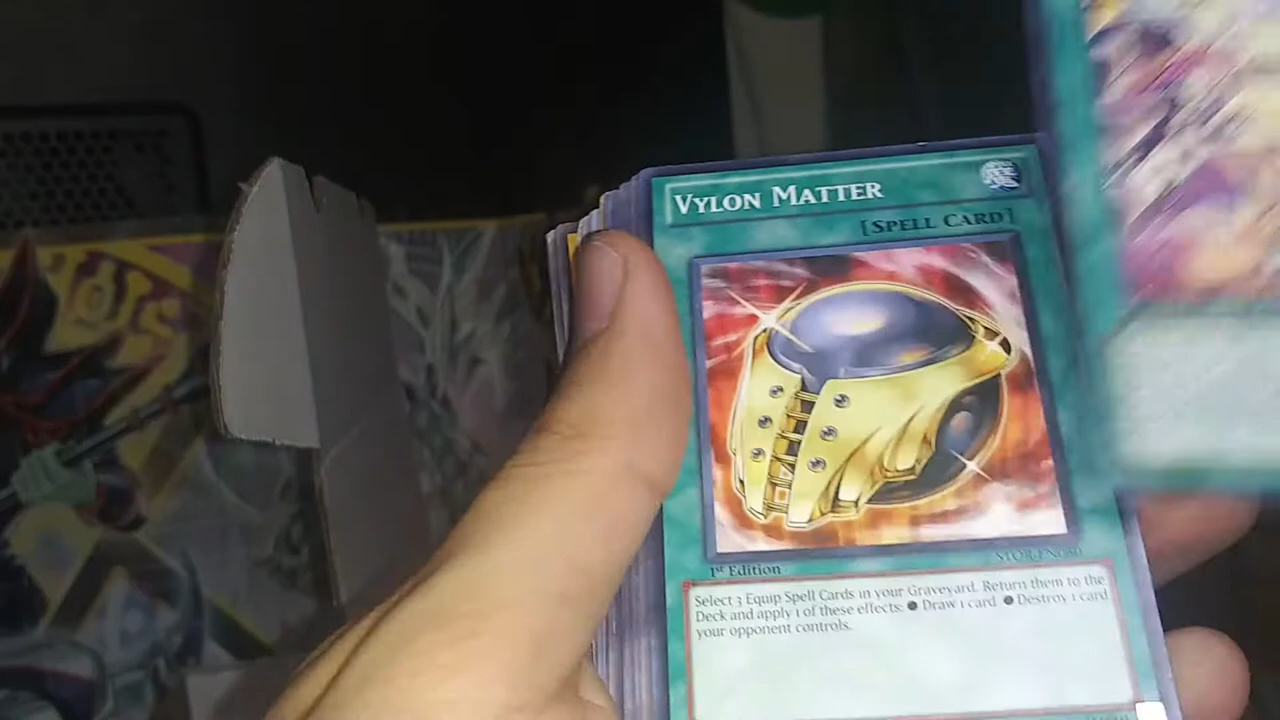 VYLON MATTER
[SPELL CARD]
STOR-EN060
1st Edition
Select 3 Equip Spell Cards in your Graveyard. Return them to the
Deck and apply 1 of these effects: ● Draw 1 card ● Destroy 1 card
your opponent controls.